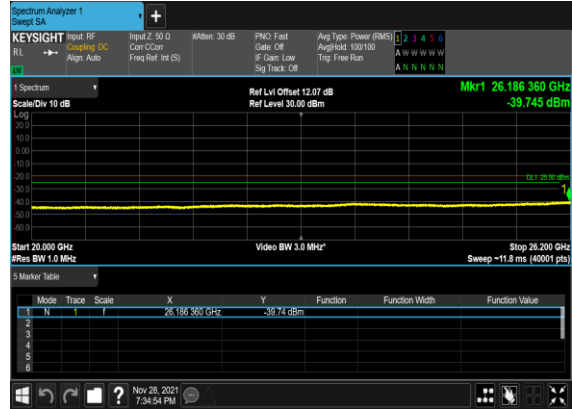 Spectrum Analyzer 1
Swept SA
KEYSIGHT Input: RF Input Z: 50 Ω #Atten: 30 dB PNO: Fast Avg Type: Power (RMS) 1 2 3 4 5 6
RL Coupling: DC Corr CCorr Gate: Off Avg|Hold: 100/100 A W W W W W
Align: Auto Freq Ref: Int (S) IF Gain: Low Trig: Free Run
Sig Track: Off A N N N N N
1 Spectrum Ref Lvl Offset 12.07 dB Mkr1 26.186 360 GHz
Scale/Div 10 dB Ref Level 30.00 dBm -39.745 dBm
Log
20.0
10.0
0.00
-10.0
-20.0
DL1 -25.00 dBm
-30.0
1
-40.0
-50.0
-60.0
Start 20.000 GHz Video BW 3.0 MHz* Stop 26.200 GHz
#Res BW 1.0 MHz Sweep ~11.8 ms (40001 pts)
5 Marker Table
Mode Trace Scale X Y Function Function Width Function Value
1 N 1 f 26.186 360 GHz -39.74 dBm
2
3
4
5
6
? Nov 28, 2021
7:34:54 PM